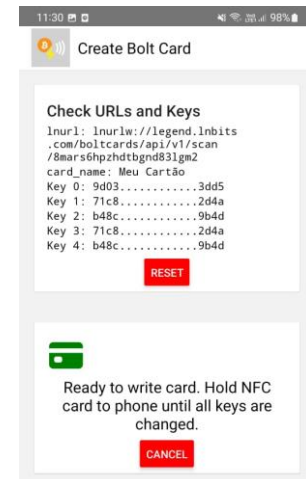 11:30 98%
Create Bolt Card
Check URLs and Keys
lnurl: lnurlw://legend.lnbits
.com/boltcards/api/v1/scan
/8mars6hpzhdtbgnd83lgm2
card_name: Meu Cartão
Key 0: 9d03............3dd5
Key 1: 71c8............2d4a
Key 2: b48c............9b4d
Key 3: 71c8............2d4a
Key 4: b48c............9b4d
RESET
Ready to write card. Hold NFC
card to phone until all keys are
changed.
CANCEL